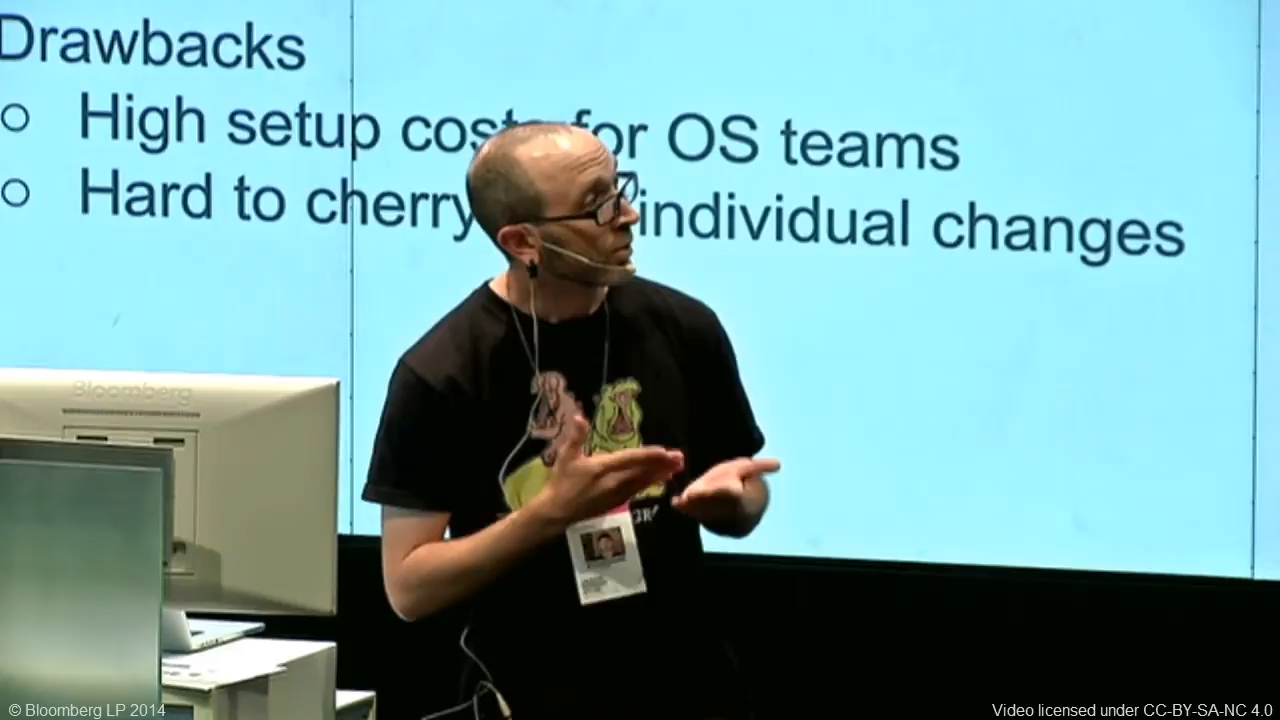 Drawbacks
High setup costs for OS teams
Hard to cherry individual changes
Bloomberg
© Bloomberg LP 2014
Video licensed under CC-BY-SA-NC 4.0